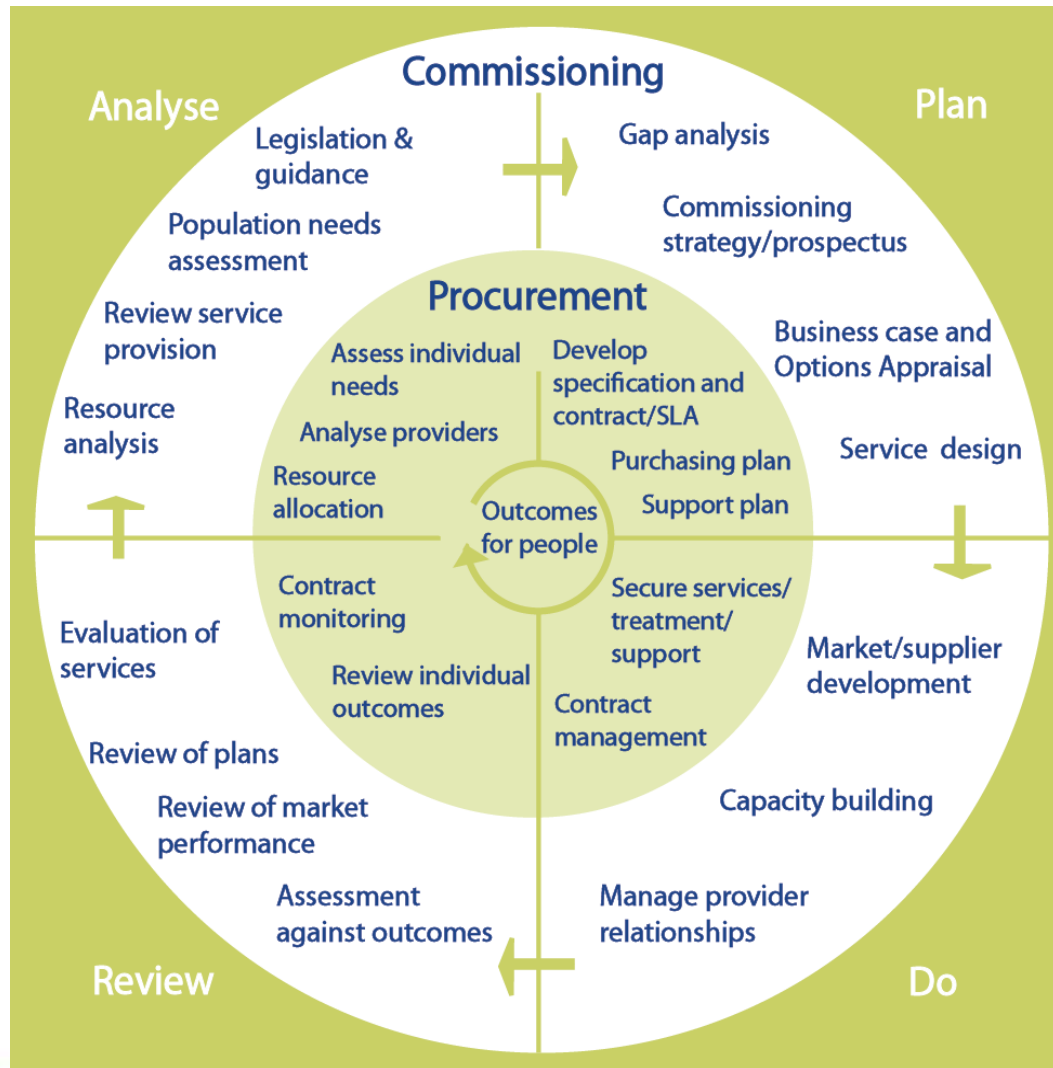 Commissioning
Analyse
Legislation &
guidance
Population needs
assessment
Review service
provision
Resource
analysis
Plan
Gap analysis
Commissioning
strategy/prospectus
Business case and
Options Appraisal
Service design
Procurement
Assess individual
needs
Analyse providers
Resource
allocation
Develop
specification and
contract/SLA
Purchasing plan
Support plan
Outcomes
for people
Contract
monitoring
Review individual
outcomes
Secure services/
treatment/
support
Contract
management
Evaluation of
services
Review of plans
Review of market
performance
Assessment
against outcomes
Review
Market/supplier
development
Capacity building
Manage provider
relationships
Do